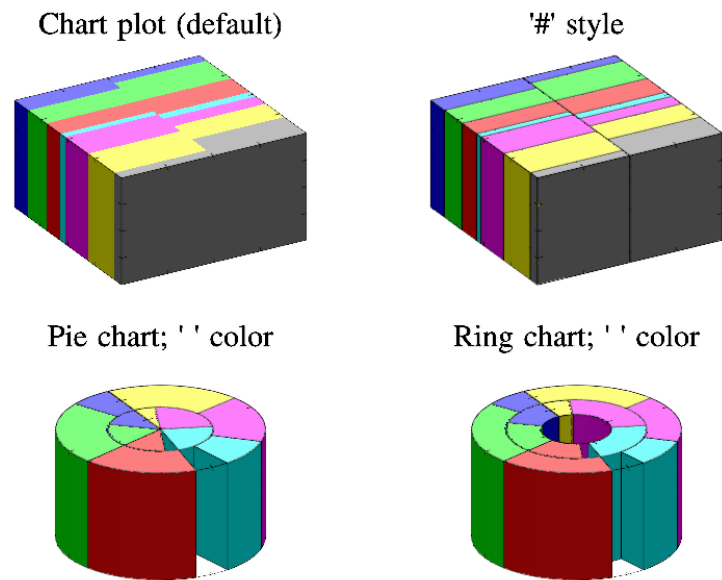 Chart plot (default)
'#' style
Pie chart; ' ' color
Ring chart; ' ' color